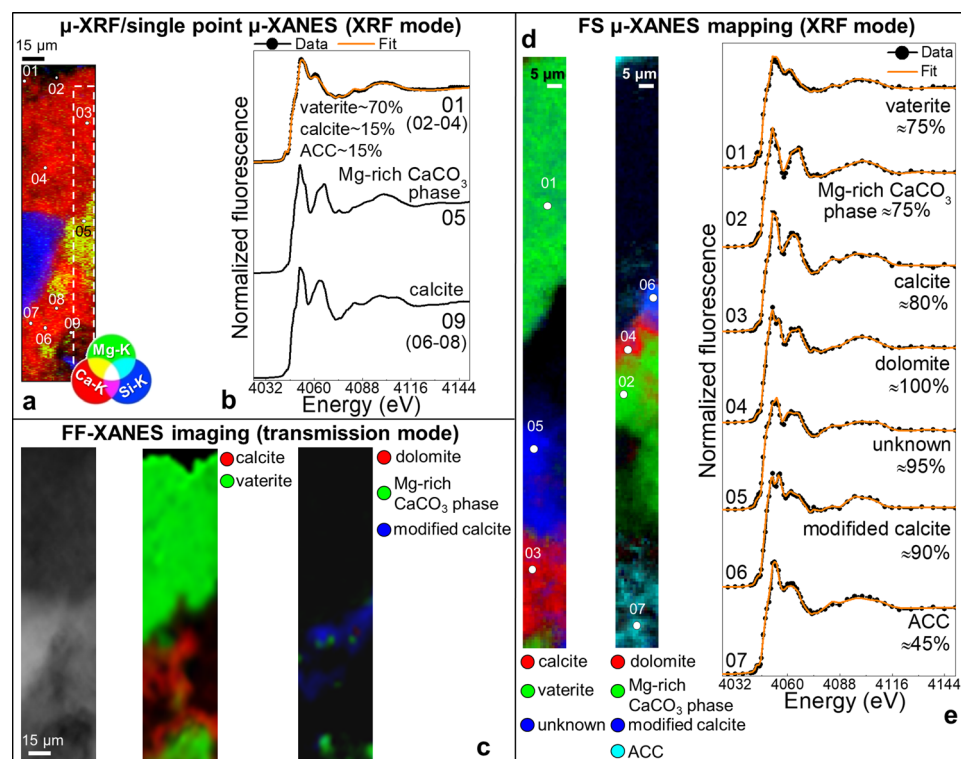 μ-XRF/single point μ-XANES (XRF mode)
15 μm
01
02
03
04
05
08
07
06
09
Mg-K
Ca-K
Si-K
a
Data
Fit
Normalized fluorescence
vaterite~70%
calcite~15%
ACC~15%
01
(02-04)
Mg-rich CaCO3
phase
05
calcite
09
(06-08)
4032 4060 4088 4116 4144
Energy (eV)
b
FF-XANES imaging (transmission mode)
calcite
vaterite
dolomite
Mg-rich
CaCO3 phase
modified calcite
15 μm
c
FS μ-XANES mapping (XRF mode)
d
5 μm
5 μm
01
06
04
02
05
03
07
calcite
vaterite
unknown
dolomite
Mg-rich
CaCO3 phase
modified calcite
ACC
Data
Fit
Normalized fluorescence
vaterite
≈75%
01
Mg-rich CaCO3
phase ≈75%
02
calcite
≈80%
03
dolomite
≈100%
04
unknown
≈95%
05
modifided calcite
≈90%
06
ACC
≈45%
07
4032 4060 4088 4116 4144
Energy (eV)
e